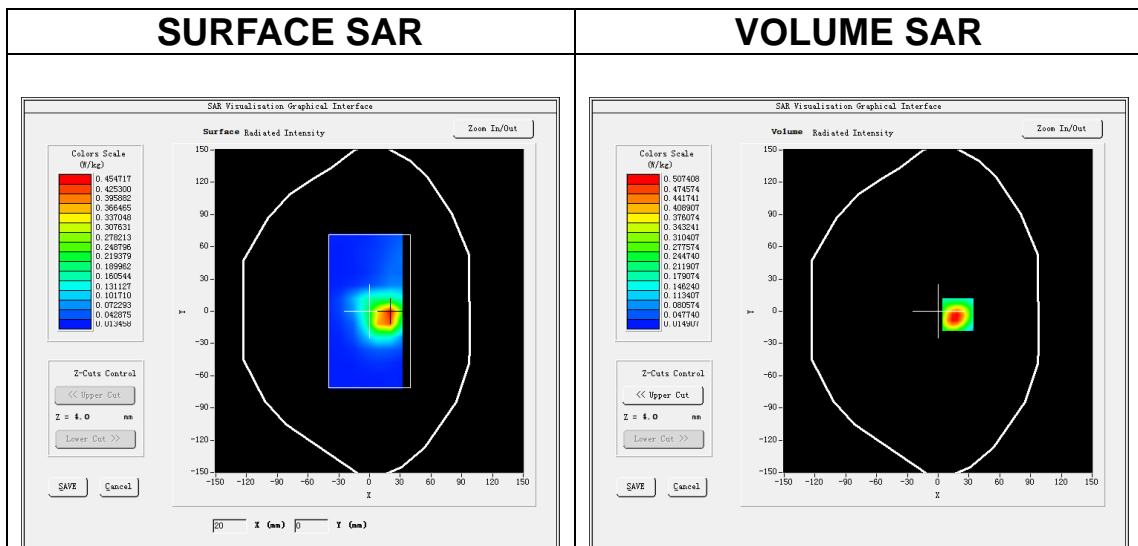 SURFACE SAR
VOLUME SAR
SAR Visualisation Graphical Interface
Surface Radiated Intensity
Zoom In/Out
Colors Scale
(W/kg)
0.454717
0.425300
0.395882
0.366465
0.337048
0.307631
0.278213
0.248796
0.219379
0.189962
0.160544
0.131127
0.101710
0.072293
0.042875
0.013458
Z-Cuts Control
<< Upper Cut
Z = 4.0 mm
Lower Cut >>
SAVE Cancel
150
120
90
60
30
0
-30
-60
-90
-120
-150
Y
-150 -120 -90 -60 -30 0 30 60 90 120 150
X
20 X (mm) 0 Y (mm)
SAR Visualisation Graphical Interface
Volume Radiated Intensity
Zoom In/Out
Colors Scale
(W/kg)
0.507408
0.474574
0.441741
0.408907
0.376074
0.343241
0.310407
0.277574
0.244740
0.211907
0.179074
0.146240
0.113407
0.080574
0.047740
0.014907
Z-Cuts Control
<< Upper Cut
Z = 4.0 mm
Lower Cut >>
SAVE Cancel
150
120
90
60
30
0
-30
-60
-90
-120
-150
Y
-150 -120 -90 -60 -30 0 30 60 90 120 150
X